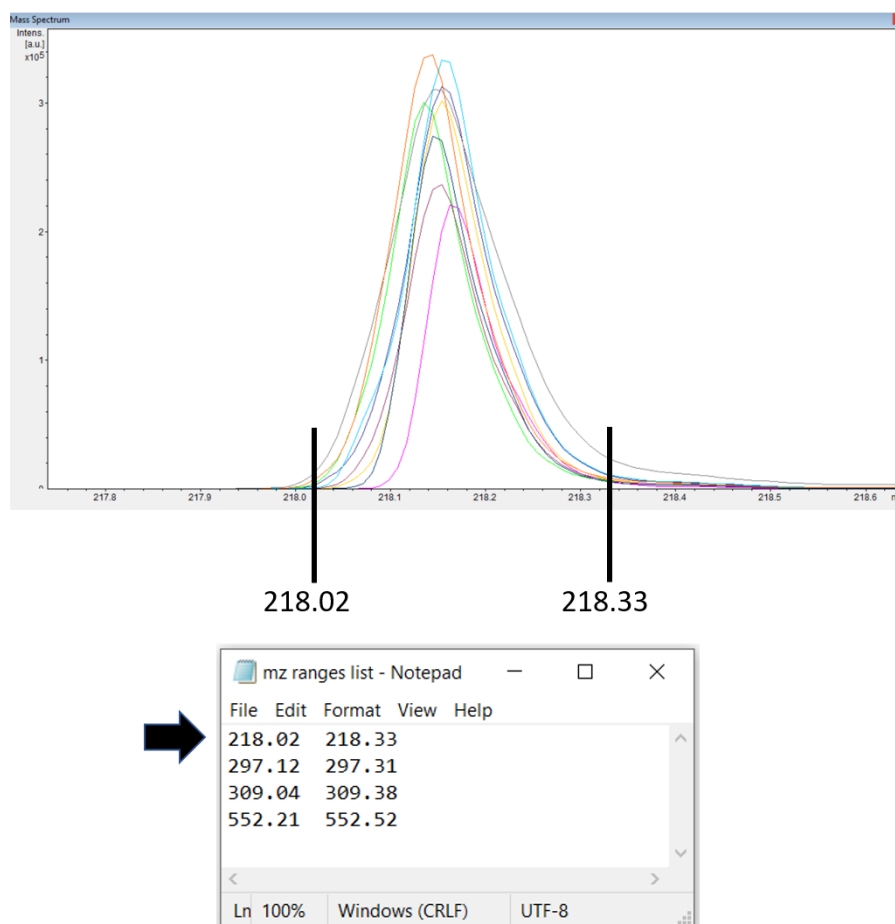 Mass Spectrum
Intens.
[a.u.]
x10⁵
3
2
1
0
217.8 217.9 218.0 218.1 218.2 218.3 218.4 218.5 218.6
218.02 218.33
mz ranges list - Notepad
File Edit Format View Help
218.02 218.33
297.12 297.31
309.04 309.38
552.21 552.52
Ln 100% Windows (CRLF) UTF-8